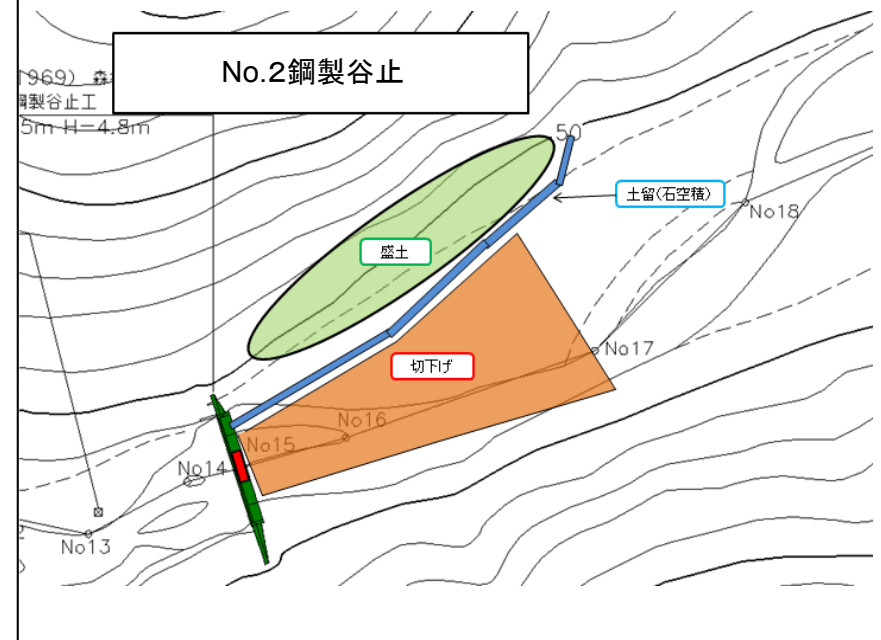 No.2鋼製谷止
1969) 森
鋼製谷止工
5m H−4.8m
50
土留(石空積)
No18
盛土
No17
切下げ
No16
No15
No14
No13